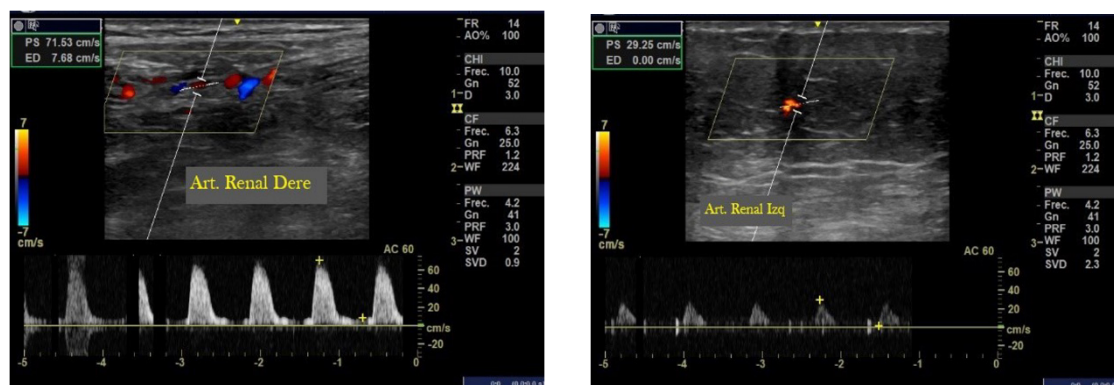 PS 71.53 cm/s
ED 7.68 cm/s
FR 14
AO% 100
CHI
Frec. 10.0
Gn 52
D 3.0
CF
Frec. 6.3
Gn 25.0
PRF 1.2
WF 224
PW
Frec. 4.2
Gn 41
PRF 3.0
WF 100
SV 2
SVD 0.9
1
2
3
7
-7
cm/s
Art. Renal Dere
AC 60
60
40
20
cm/s
-20
-5
-4
-3
-2
-1
0
PS 29.25 cm/s
ED 0.00 cm/s
FR 14
AO% 100
CHI
Frec. 10.0
Gn 52
D 3.0
CF
Frec. 6.3
Gn 25.0
PRF 1.2
WF 224
PW
Frec. 4.2
Gn 41
PRF 3.0
WF 100
SV 2
SVD 2.3
1
2
3
7
-7
cm/s
Art. Renal Izq
AC 60
60
40
20
cm/s
-20
-5
-4
-3
-2
-1
0